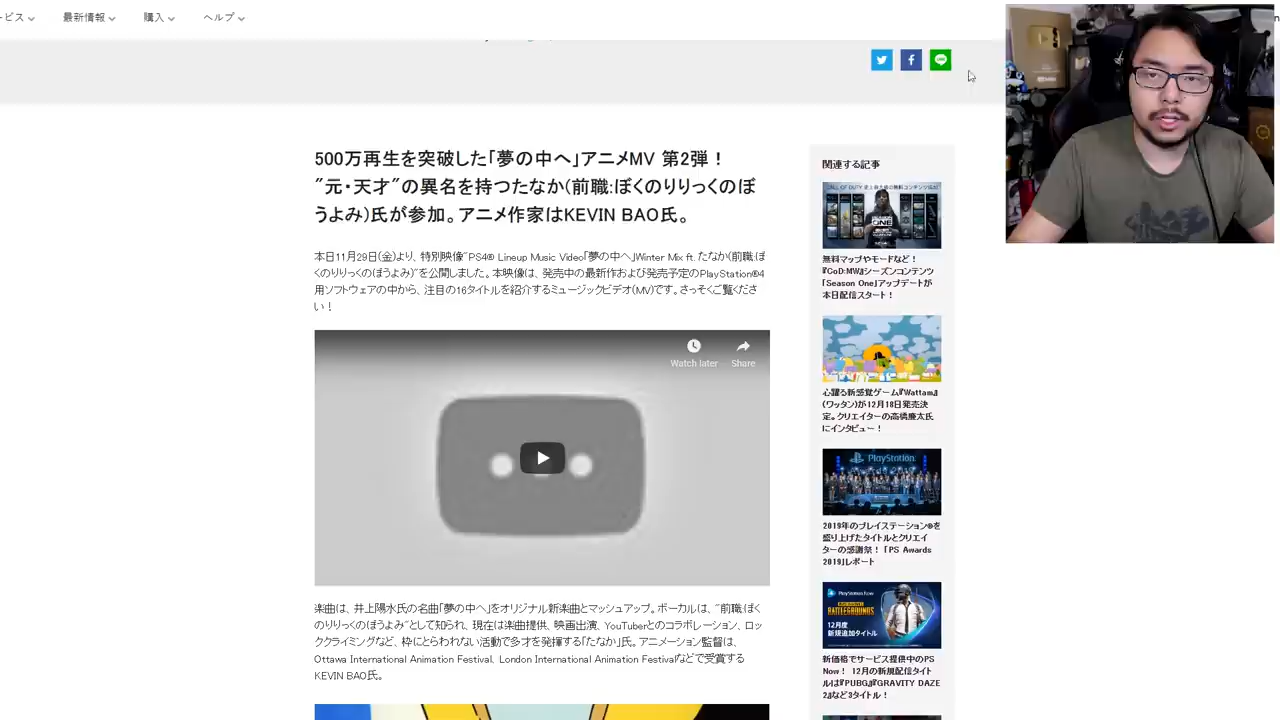 ービス
最新情報
購入
ヘルプ
500万再生を突破した「夢の中へ」アニメMV 第2弾！
"元・天才"の異名を持つたなか(前職:ぼくのりりっくのぼ
うよみ)氏が参加。アニメ作家はKEVIN BAO氏。
本日11月29日(金)より、特別映像"PS4® Lineup Music Video「夢の中へ」Winter Mix ft. たなか(前職:ぼ
くのりりっくのぼうよみ)"を公開しました。本映像は、発売中の最新作および発売予定のPlayStation®4
用ソフトウェアの中から、注目の16タイトルを紹介するミュージックビデオ(MV)です。さっそくご覧くださ
い！
Watch later
Share
楽曲は、井上陽水氏の名曲「夢の中へ」をオリジナル新楽曲とマッシュアップ。ボーカルは、"前職:ぼく
のりりっくのぼうよみ"として知られ、現在は楽曲提供、映画出演、YouTuberとのコラボレーション、ロッ
ククライミングなど、枠にとらわれない活動で多才を発揮する「たなか」氏。アニメーション監督は、
Ottawa International Animation Festival、London International Animation Festivalなどで受賞する
KEVIN BAO氏。
関連する記事
無料マップやモードなど！
『CoD:MW』シーズンコンテンツ
「Season One」アップデートが
本日配信スタート！
心躍る新感覚ゲーム『Wattam』
(ワッタン)が12月18日発売決
定。クリエイターの高橋慶太氏
にインタビュー！
PlayStation
2019年のプレイステーション®を
盛り上げたタイトルとクリエイ
ターの感謝祭！ 「PS Awards
2019」レポート
PlayStation Now
BATTLEGROUNDS
12月度
新規追加タイトル
新価格でサービス提供中のPS
Now！ 12月の新規配信タイト
ルは『PUBG』『GRAVITY DAZE
2』など3タイトル！